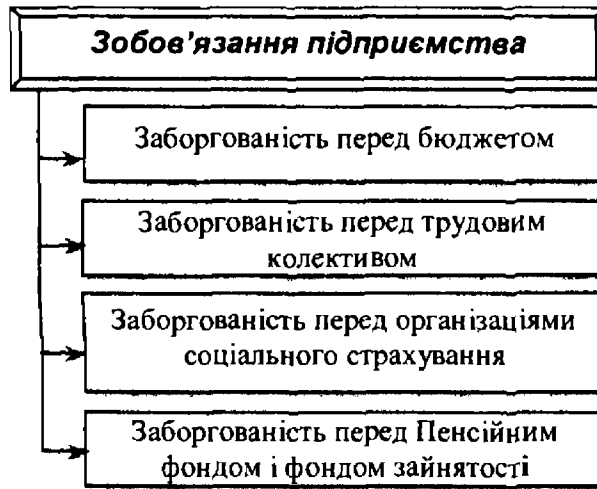 Зобов’язання підприємства
Заборгованість перед бюджетом
Заборгованість перед трудовим
колективом
Заборгованість перед організаціями
соціального страхування
Заборгованість перед Пенсійним
фондом і фондом зайнятості